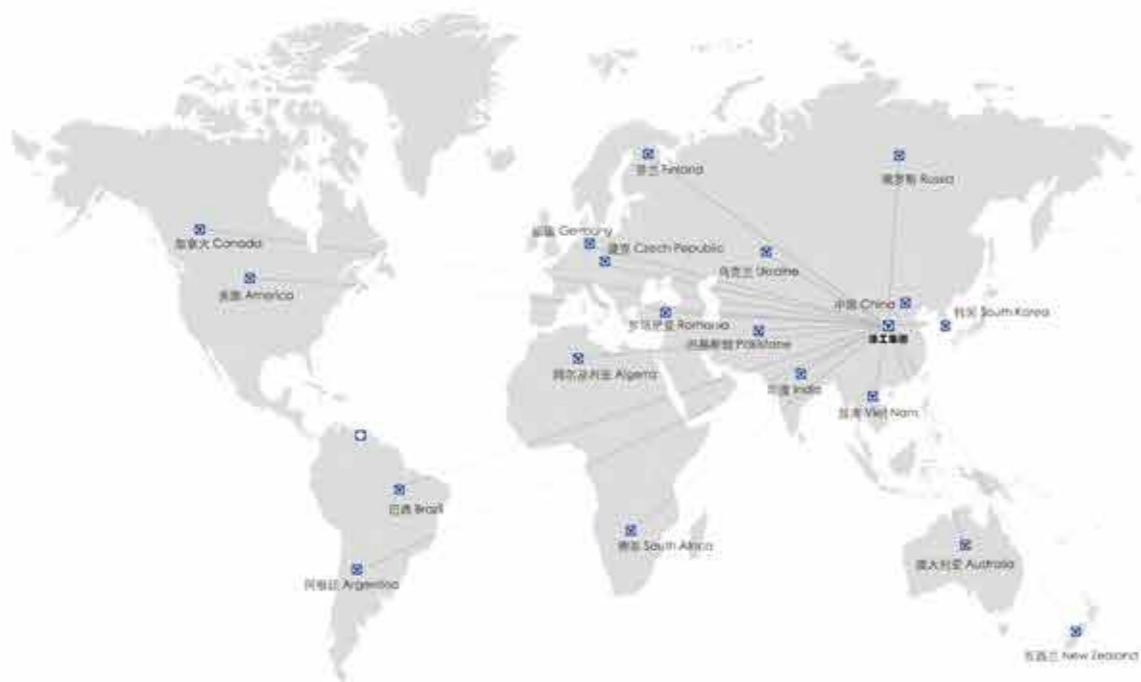 芬兰 Finland
俄罗斯 Russia
德国 Germany
加拿大 Canada
捷克 Czech Republic
乌克兰 Ukraine
美国 America
中国 China
韩国 South Korea
罗马尼亚 Romania
巴基斯坦 Pakistane
阿尔及利亚 Algeria
印度 India
越南 Viet Nam
巴西 Brazil
南非 South Africa
澳大利亚 Australia
阿根廷 Argentina
新西兰 New Zealand